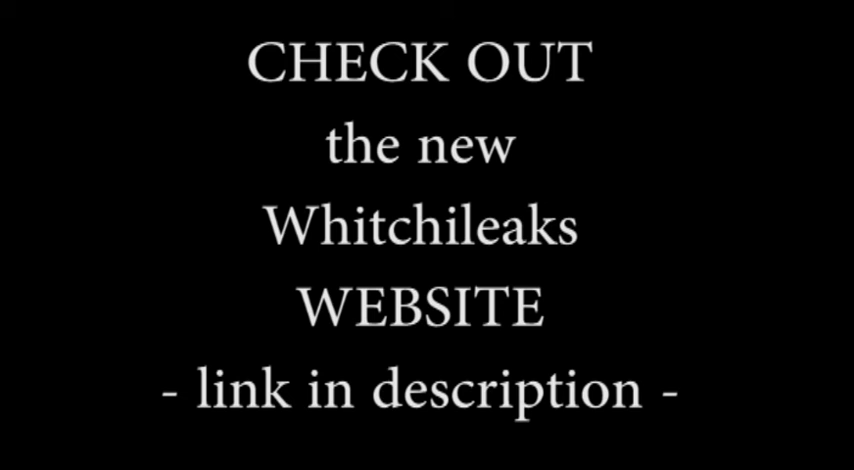 CHECK OUT
the new
Whitchileaks
WEBSITE
- link in description -